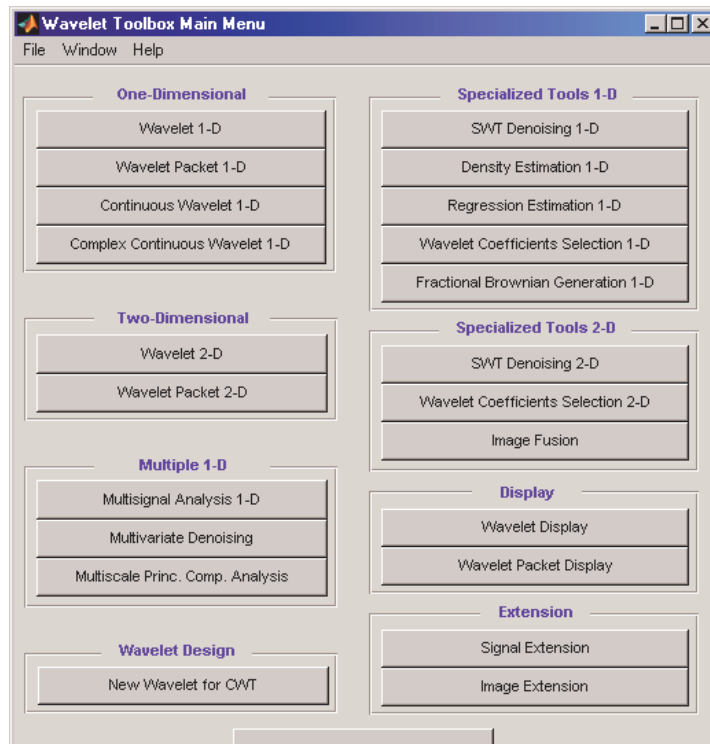 Wavelet Toolbox Main Menu
File Window Help
One-Dimensional
Wavelet 1-D
Wavelet Packet 1-D
Continuous Wavelet 1-D
Complex Continuous Wavelet 1-D
Two-Dimensional
Wavelet 2-D
Wavelet Packet 2-D
Multiple 1-D
Multisignal Analysis 1-D
Multivariate Denoising
Multiscale Princ. Comp. Analysis
Wavelet Design
New Wavelet for CWT
Specialized Tools 1-D
SWT Denoising 1-D
Density Estimation 1-D
Regression Estimation 1-D
Wavelet Coefficients Selection 1-D
Fractional Brownian Generation 1-D
Specialized Tools 2-D
SWT Denoising 2-D
Wavelet Coefficients Selection 2-D
Image Fusion
Display
Wavelet Display
Wavelet Packet Display
Extension
Signal Extension
Image Extension